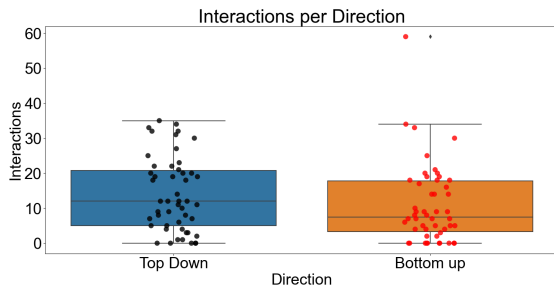 Interactions per Direction
Interactions
60
50
40
30
20
10
0
Top Down
Bottom up
Direction